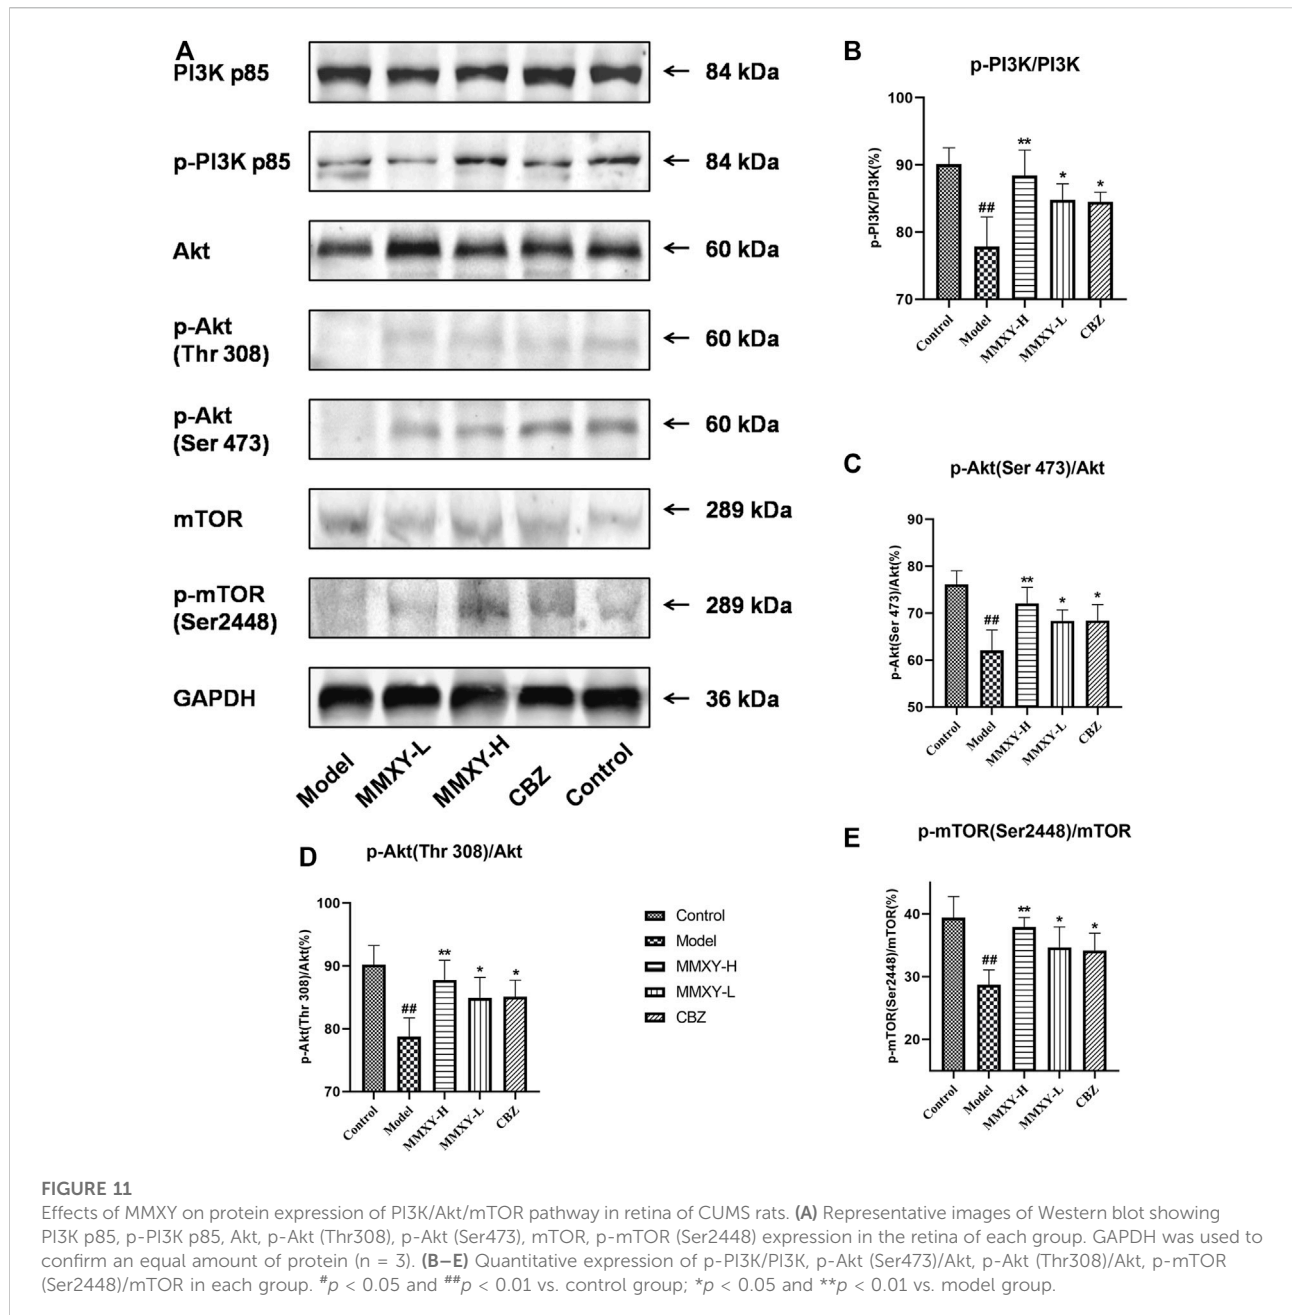 A
PI3K p85
84 kDa
p-PI3K p85
84 kDa
Akt
60 kDa
p-Akt
(Thr 308)
60 kDa
p-Akt
(Ser 473)
60 kDa
mTOR
289 kDa
p-mTOR
(Ser2448)
289 kDa
GAPDH
36 kDa
Model
MMXY-L
MMXY-H
CBZ
Control
B
p-PI3K/PI3K
p-PI3K/PI3K(%)
100
90
80
70
##
**
*
*
Control
Model
MMXY-H
MMXY-L
CBZ
C
p-Akt(Ser 473)/Akt
p-Akt(Ser 473)/Akt(%)
90
80
70
60
50
##
**
*
*
Control
Model
MMXY-H
MMXY-L
CBZ
D
p-Akt(Thr 308)/Akt
p-Akt(Thr 308)/Akt(%)
100
90
80
70
##
**
*
*
Control
Model
MMXY-H
MMXY-L
CBZ
Control
Model
MMXY-H
MMXY-L
CBZ
E
p-mTOR(Ser2448)/mTOR
p-mTOR(Ser2448)/mTOR(%)
40
30
20
##
**
*
*
Control
Model
MMXY-H
MMXY-L
CBZ
FIGURE 11
Effects of MMXY on protein expression of PI3K/Akt/mTOR pathway in retina of CUMS rats. (A) Representative images of Western blot showing
PI3K p85, p-PI3K p85, Akt, p-Akt (Thr308), p-Akt (Ser473), mTOR, p-mTOR (Ser2448) expression in the retina of each group. GAPDH was used to
confirm an equal amount of protein (n = 3). (B–E) Quantitative expression of p-PI3K/PI3K, p-Akt (Ser473)/Akt, p-Akt (Thr308)/Akt, p-mTOR
(Ser2448)/mTOR in each group. #p < 0.05 and ##p < 0.01 vs. control group; *p < 0.05 and **p < 0.01 vs. model group.